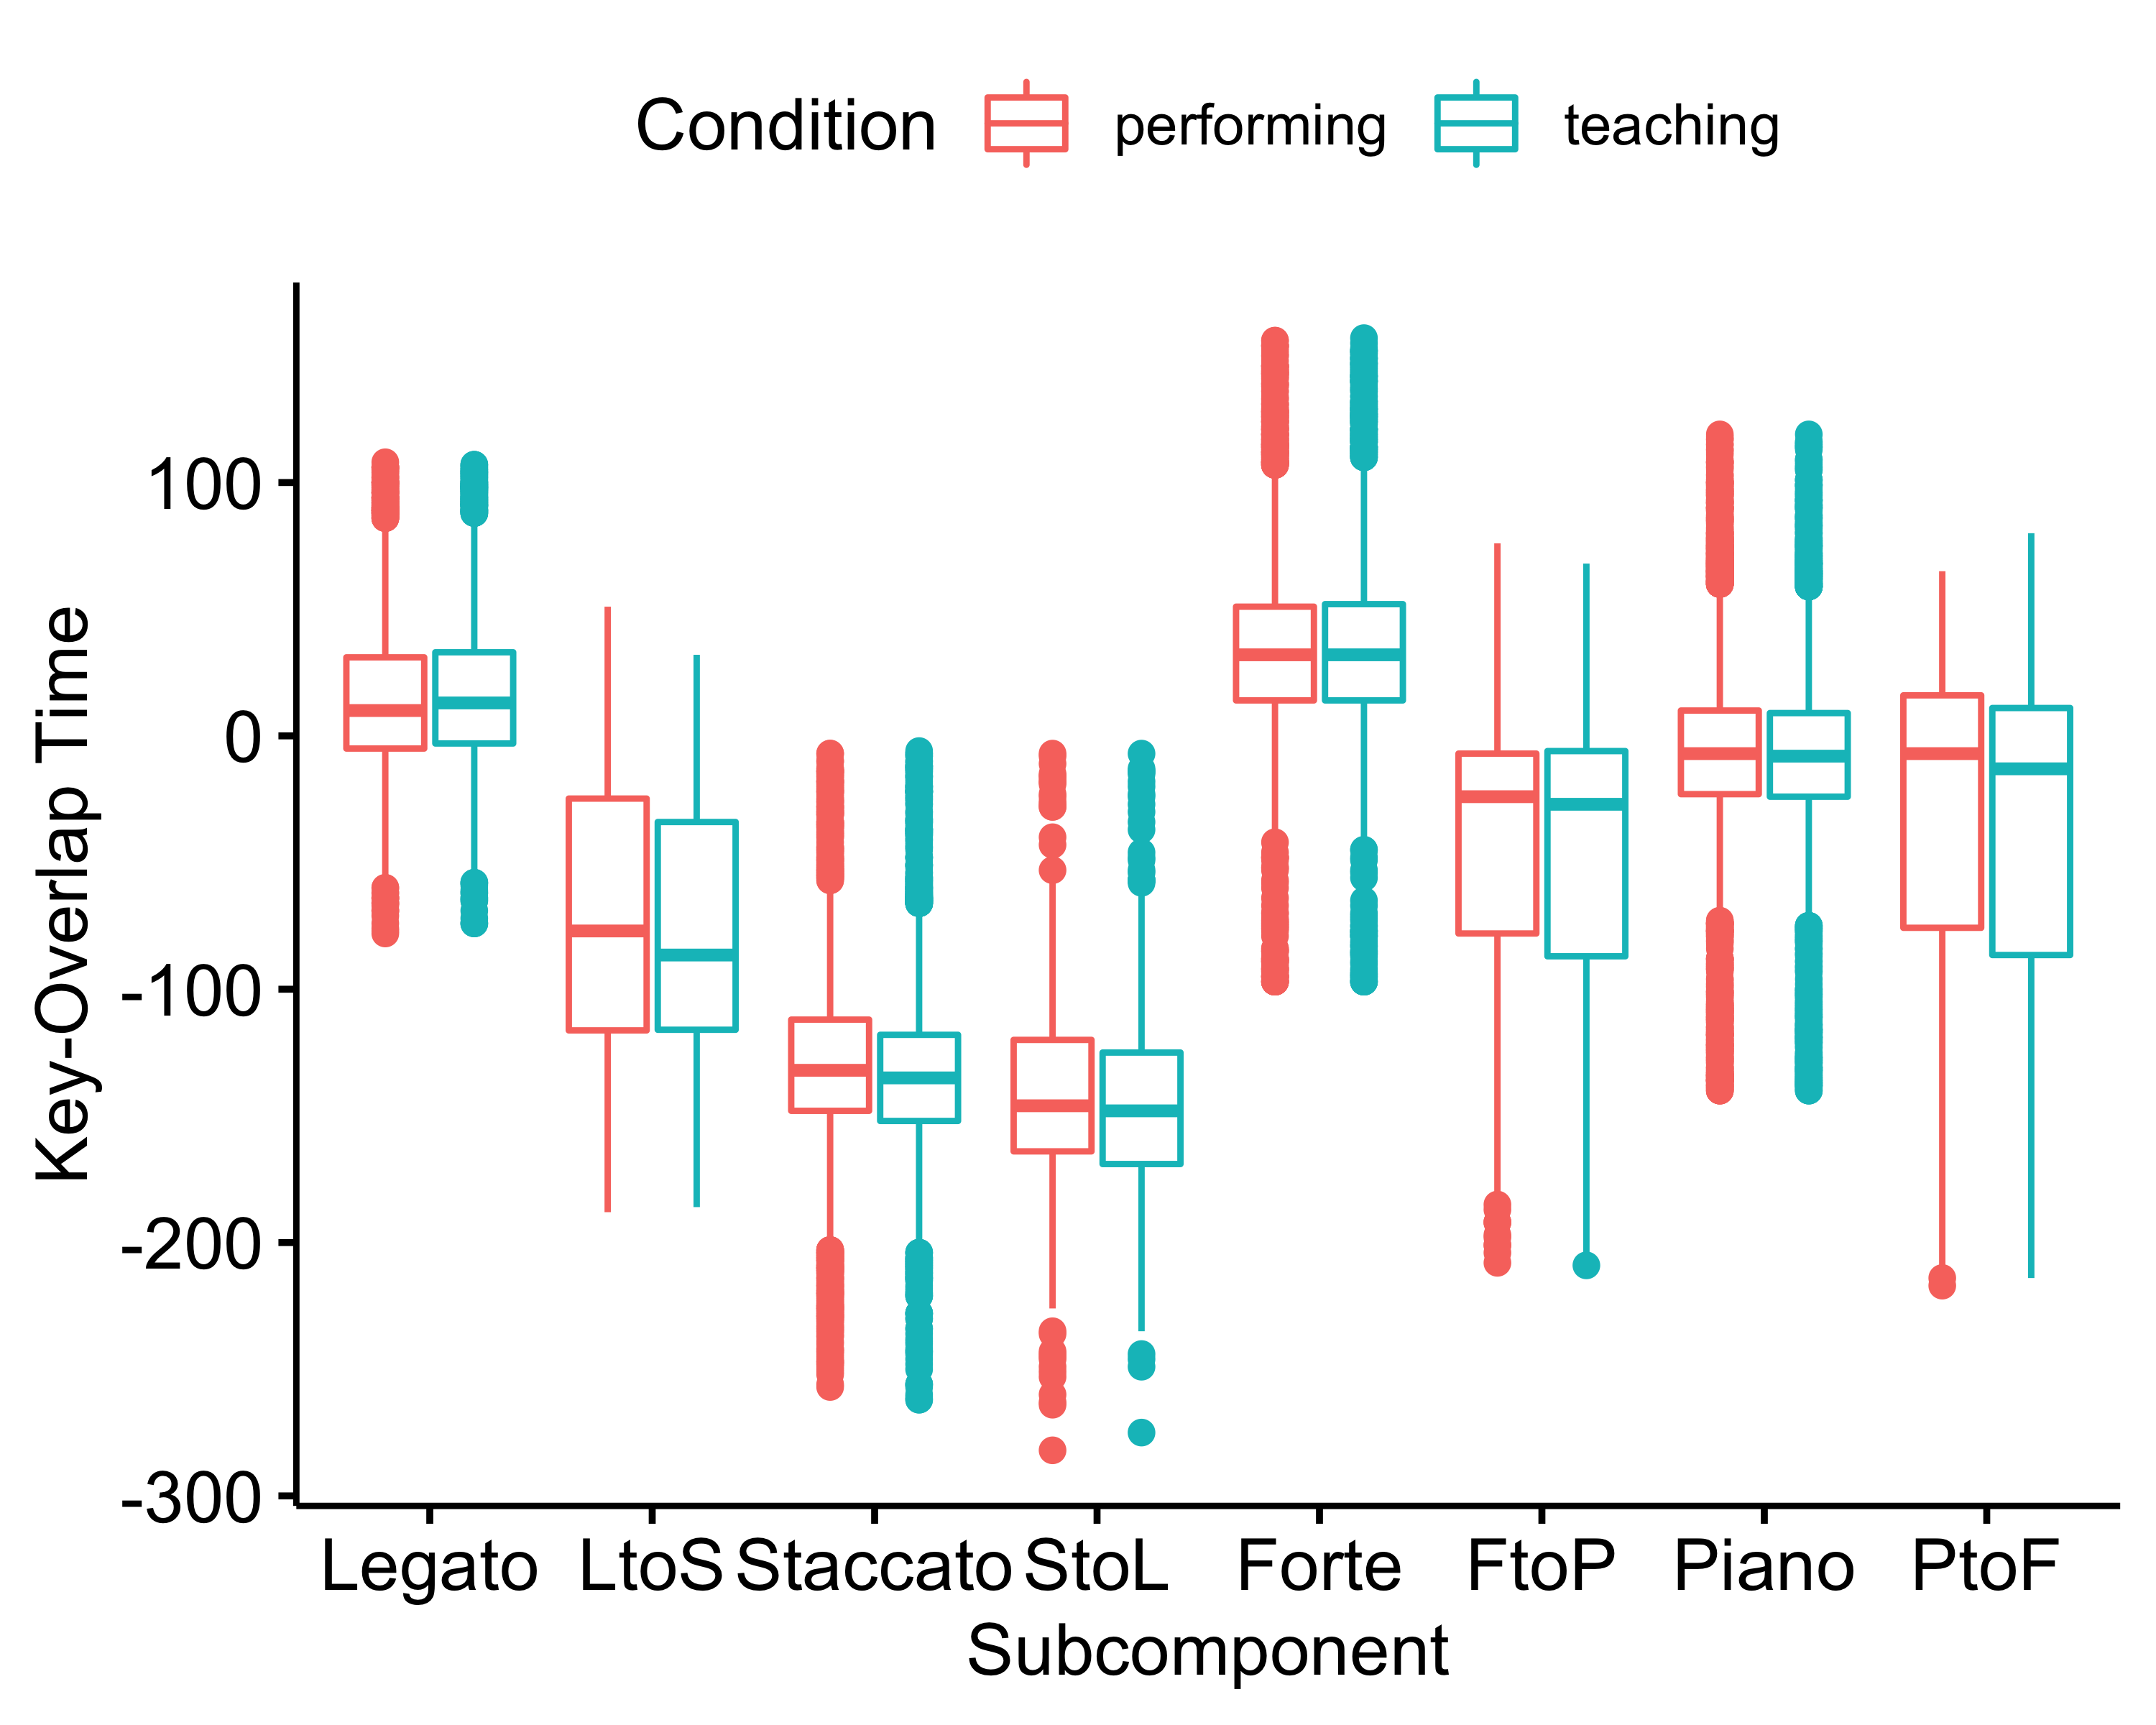 Condition performing teaching
Key-Overlap Time
100
0
-100
-200
-300
Legato LtoS Staccato StoL Forte FtoP Piano PtoF
Subcomponent